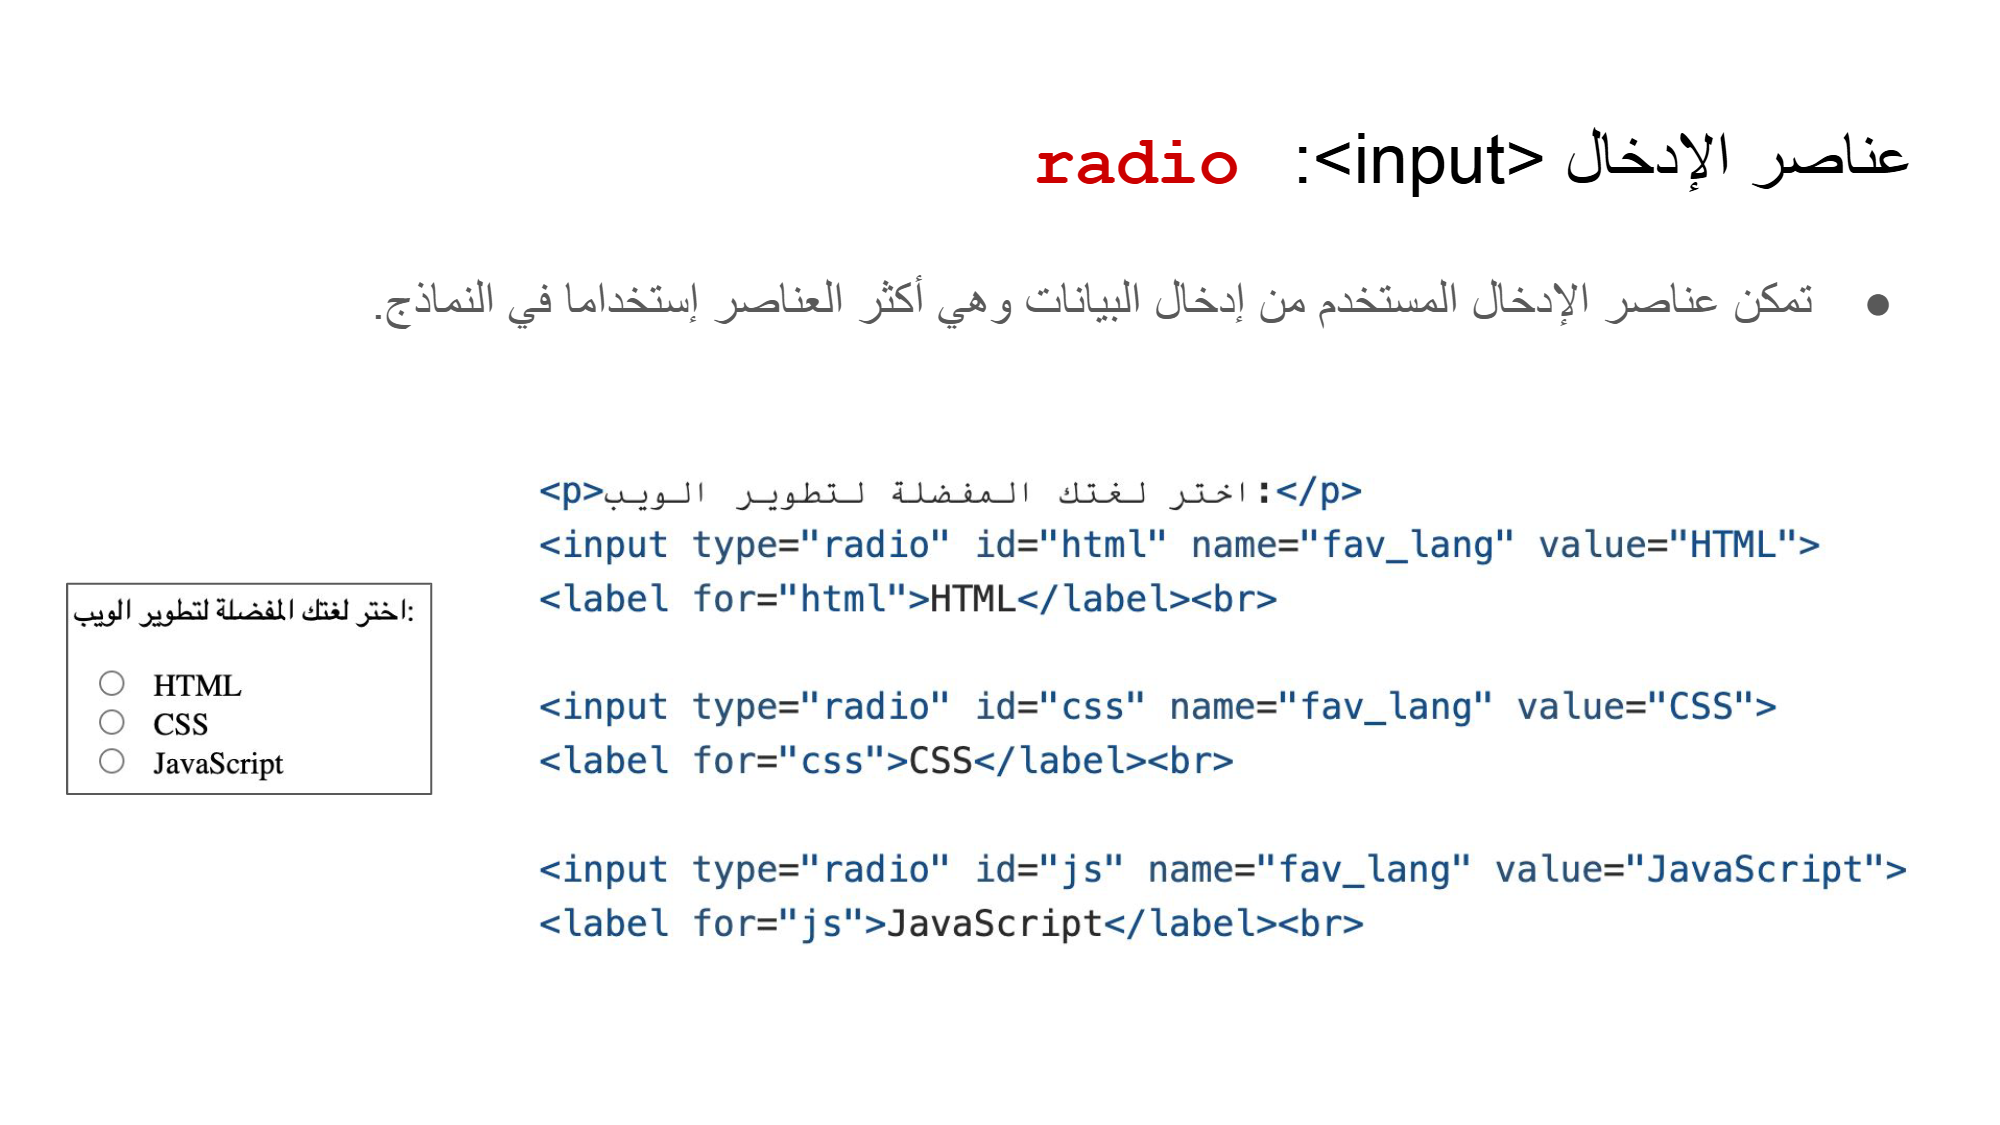 عناصر الإدخال <input>: radio
● تمكن عناصر الإدخال المستخدم من إدخال البيانات وهي أكثر العناصر إستخداما في النماذج.
<p>اختر لغتك المفضلة لتطوير الويب:</p>
<input type="radio" id="html" name="fav_lang" value="HTML">
<label for="html">HTML</label><br>
<input type="radio" id="css" name="fav_lang" value="CSS">
<label for="css">CSS</label><br>
<input type="radio" id="js" name="fav_lang" value="JavaScript">
<label for="js">JavaScript</label><br>
اختر لغتك المفضلة لتطوير الويب:
HTML
CSS
JavaScript